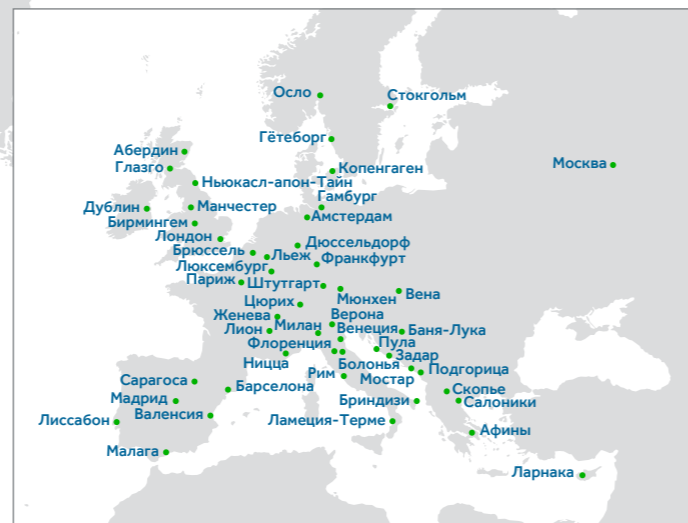 Осло
Стокгольм
Гётеборг
Абердин
Глазго
Москва
Копенгаген
Ньюкасл-апон-Тайн
Гамбург
Дублин
Манчестер
Амстердам
Бирмингем
Лондон
Дюссельдорф
Брюссель
Льеж
Франкфурт
Люксембург
Париж
Штутгарт
Мюнхен
Вена
Цюрих
Женева
Милан
Верона
Лион
Венеция
Баня-Лука
Флоренция
Пула
Задар
Ницца
Болонья
Подгорица
Рим
Мостар
Сарагоса
Барселона
Скопье
Мадрид
Бриндизи
Салоники
Валенсия
Лиссабон
Ламеция-Терме
Афины
Малага
Ларнака